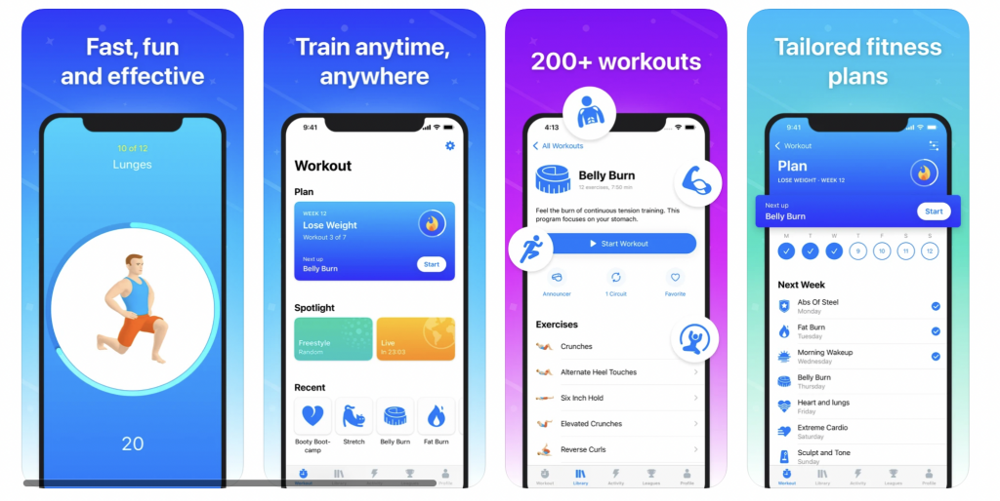 Fast, fun
and effective
10 of 12
Lunges
20
Train anytime,
anywhere
9:41
Workout
Plan
WEEK 12
Lose Weight
Workout 3 of 7
Next up
Belly Burn
Start
Spotlight
Freestyle
Random
Live
In 23:03
Recent
Booty Boot-
camp
Stretch
Belly Burn
Fat Burn
Workout
Library
Activity
Leagues
Profile
200+ workouts
4:13
All Workouts
Belly Burn
12 exercises, 7:50 min
Feel the burn of continuous tension training. This
program focuses on your stomach.
Start Workout
Announcer
1 Circuit
Favorite
Exercises
Crunches
Alternate Heel Touches
Six Inch Hold
Elevated Crunches
Reverse Curls
Workout
Library
Activity
Leagues
Profile
Tailored fitness
plans
9:41
Workout
Plan
LOSE WEIGHT · WEEK 12
Next up
Belly Burn
Start
M T W T F S S
9 10 11 12
Next Week
Abs Of Steel
Monday
Fat Burn
Tuesday
Morning Wakeup
Wednesday
Belly Burn
Thursday
Heart and lungs
Friday
Extreme Cardio
Saturday
Sculpt and Tone
Sunday
Workout
Library
Activity
Leagues
Profile